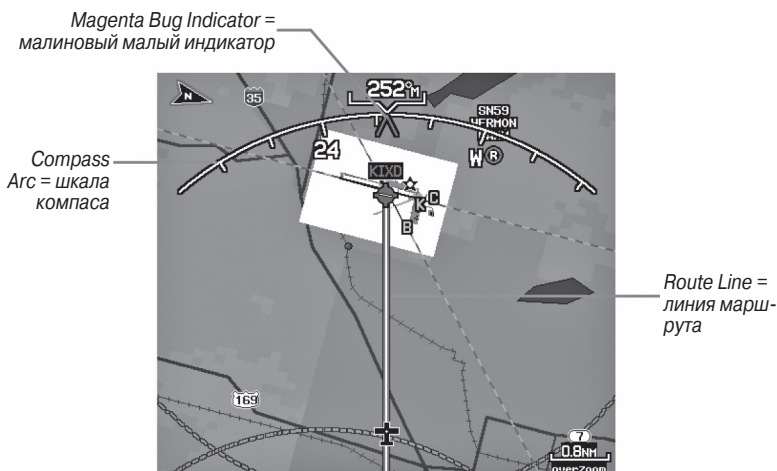 Magenta Bug Indicator =
малиновый малый индикатор
N
35
252°M
SN59
VERMON
24
W R
Compass
Arc = шкала
компаса
KIXD
C
K
B
Route Line =
линия марш-
рута
169
7
0.8NM
overZoom